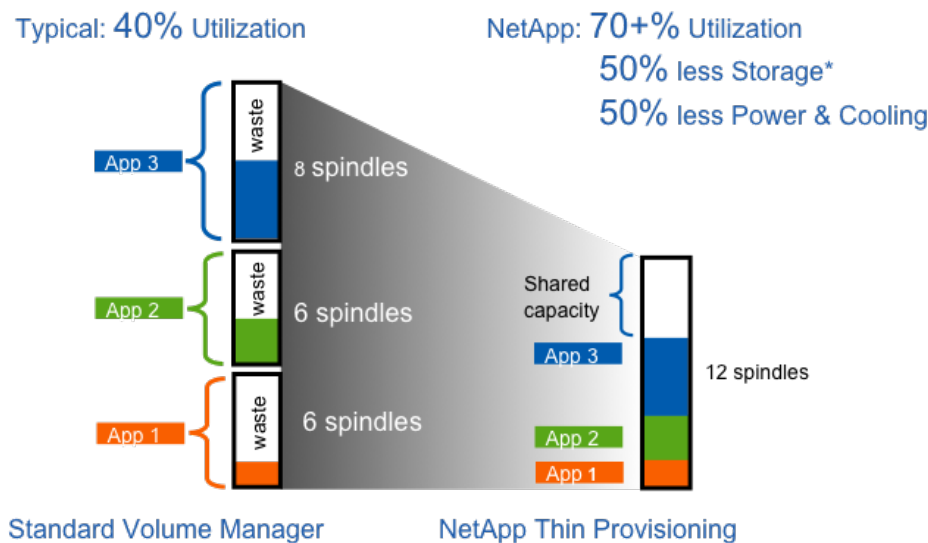 Typical: 40% Utilization
NetApp: 70+% Utilization
50% less Storage*
50% less Power & Cooling
waste
App 3
8 spindles
waste
App 2
6 spindles
waste
App 1
6 spindles
Shared
capacity
App 3
12 spindles
App 2
App 1
Standard Volume Manager
NetApp Thin Provisioning